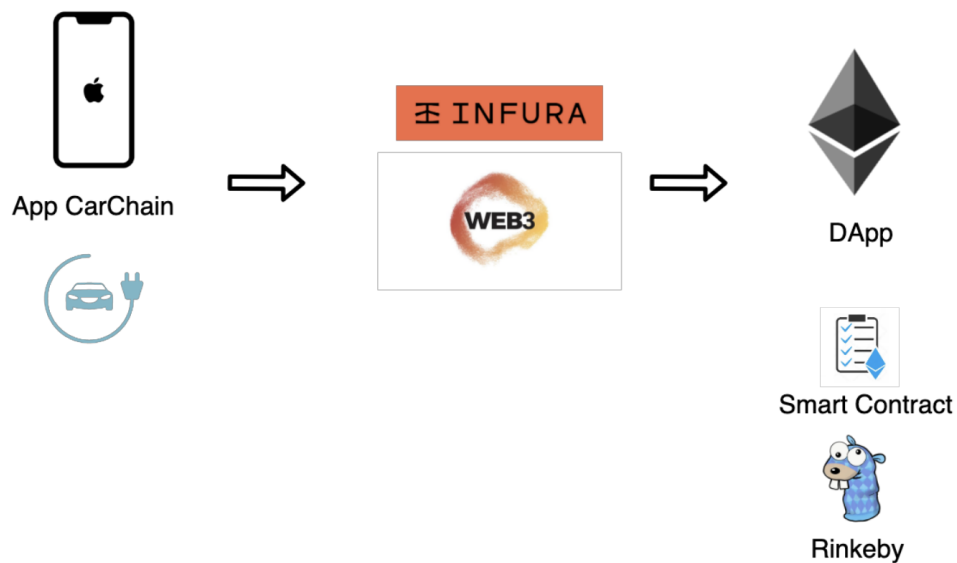 INFURA
WEB3
App CarChain
DApp
Smart Contract
Rinkeby